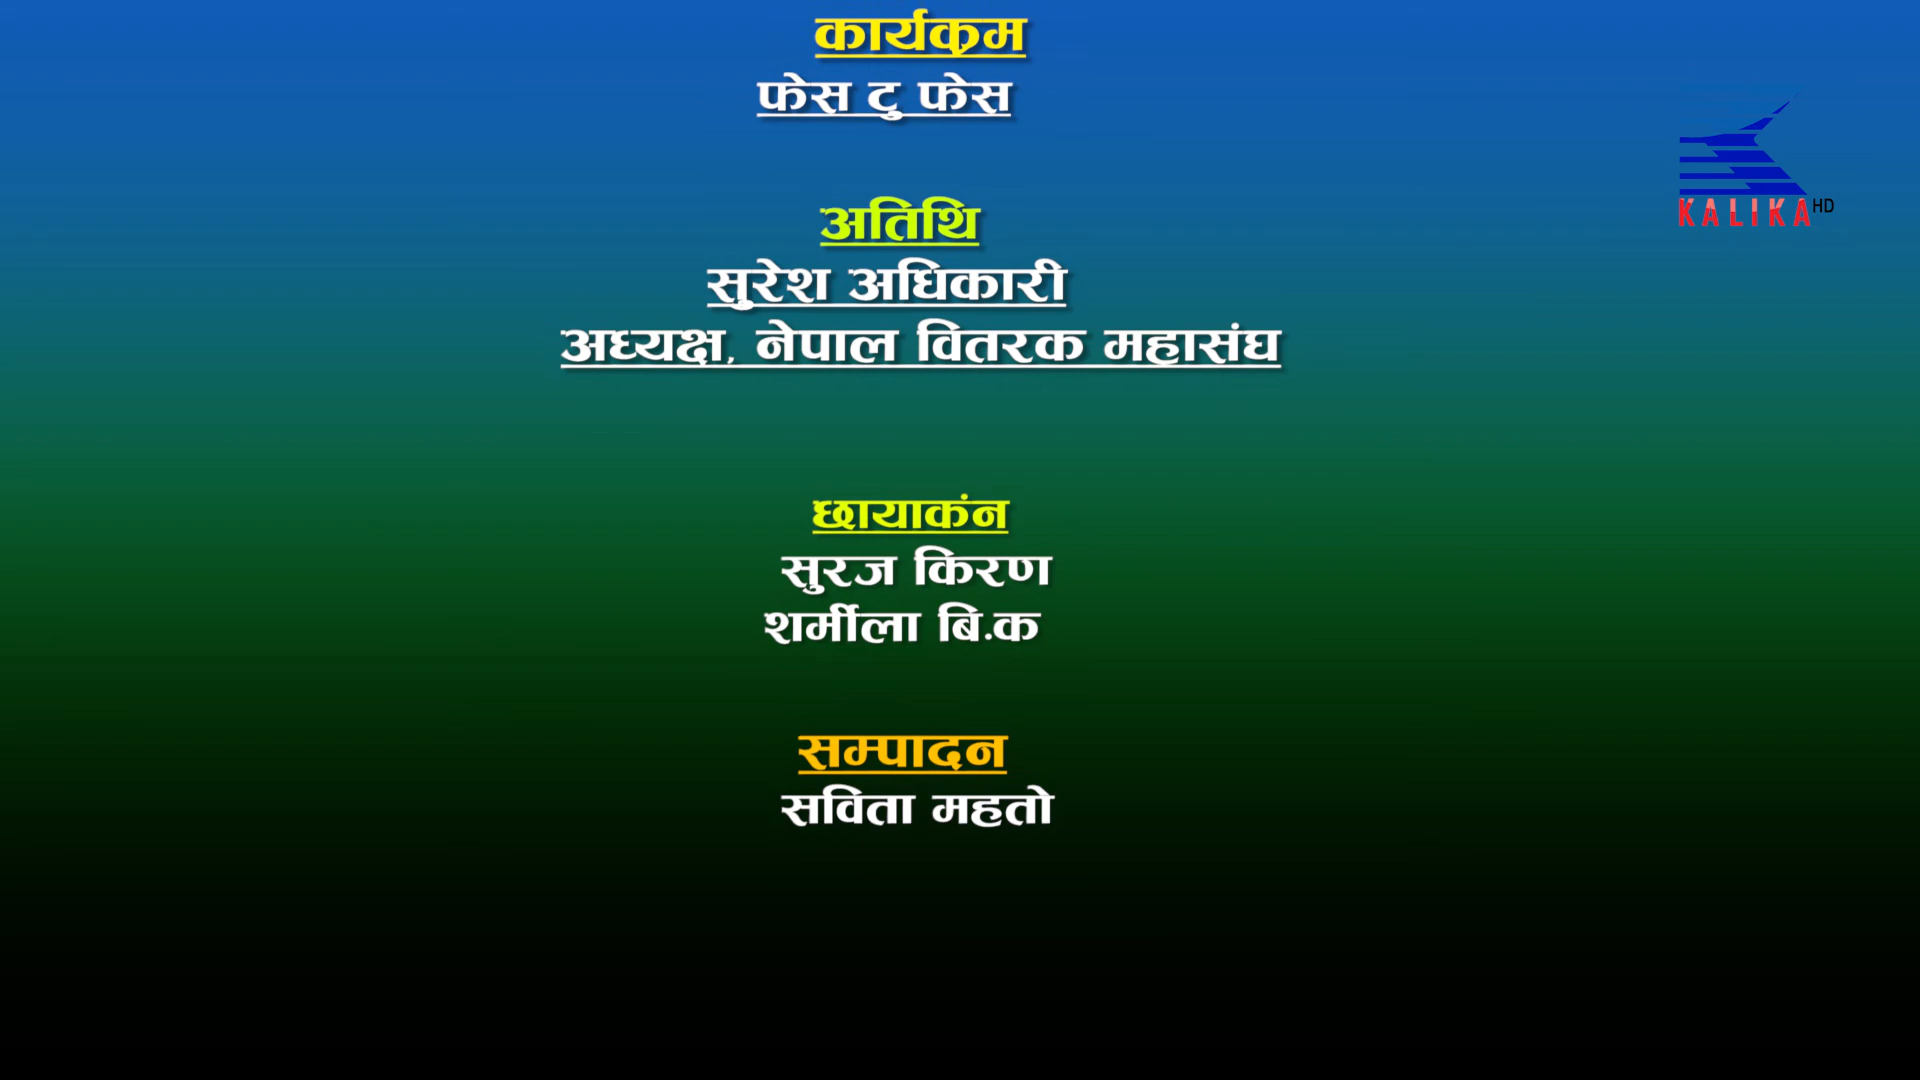 कार्यक्रम
फेस टु फेस
KALIKA HD
अतिथि
सुरेश अधिकारी
अध्यक्ष, नेपाल वितरक महासंघ
छायाकंन
सुरज किरण
शर्मीला बि.क
सम्पादन
सविता महतो